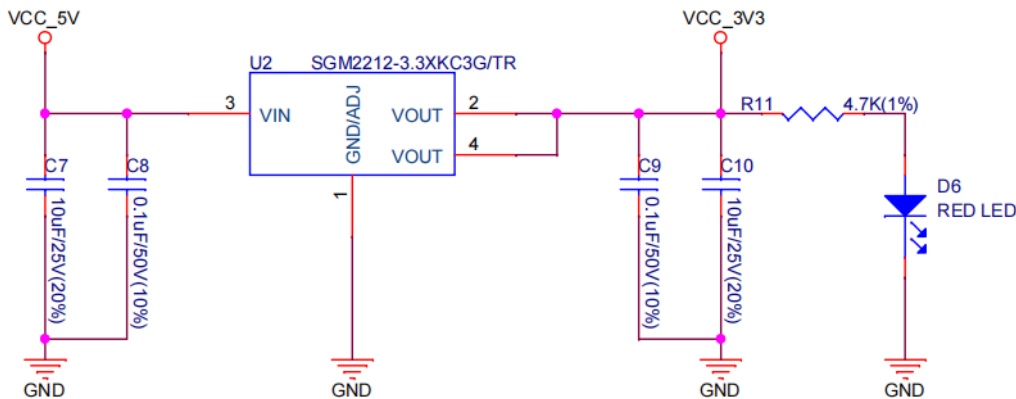 VCC_5V
VCC_3V3
U2
SGM2212-3.3XKC3G/TR
3
VIN
GND/ADJ
VOUT
2
VOUT
4
1
R11
4.7K(1%)
C7
10uF/25V(20%)
C8
0.1uF/50V(10%)
C9
0.1uF/50V(10%)
C10
10uF/25V(20%)
D6
RED LED
GND
GND
GND
GND